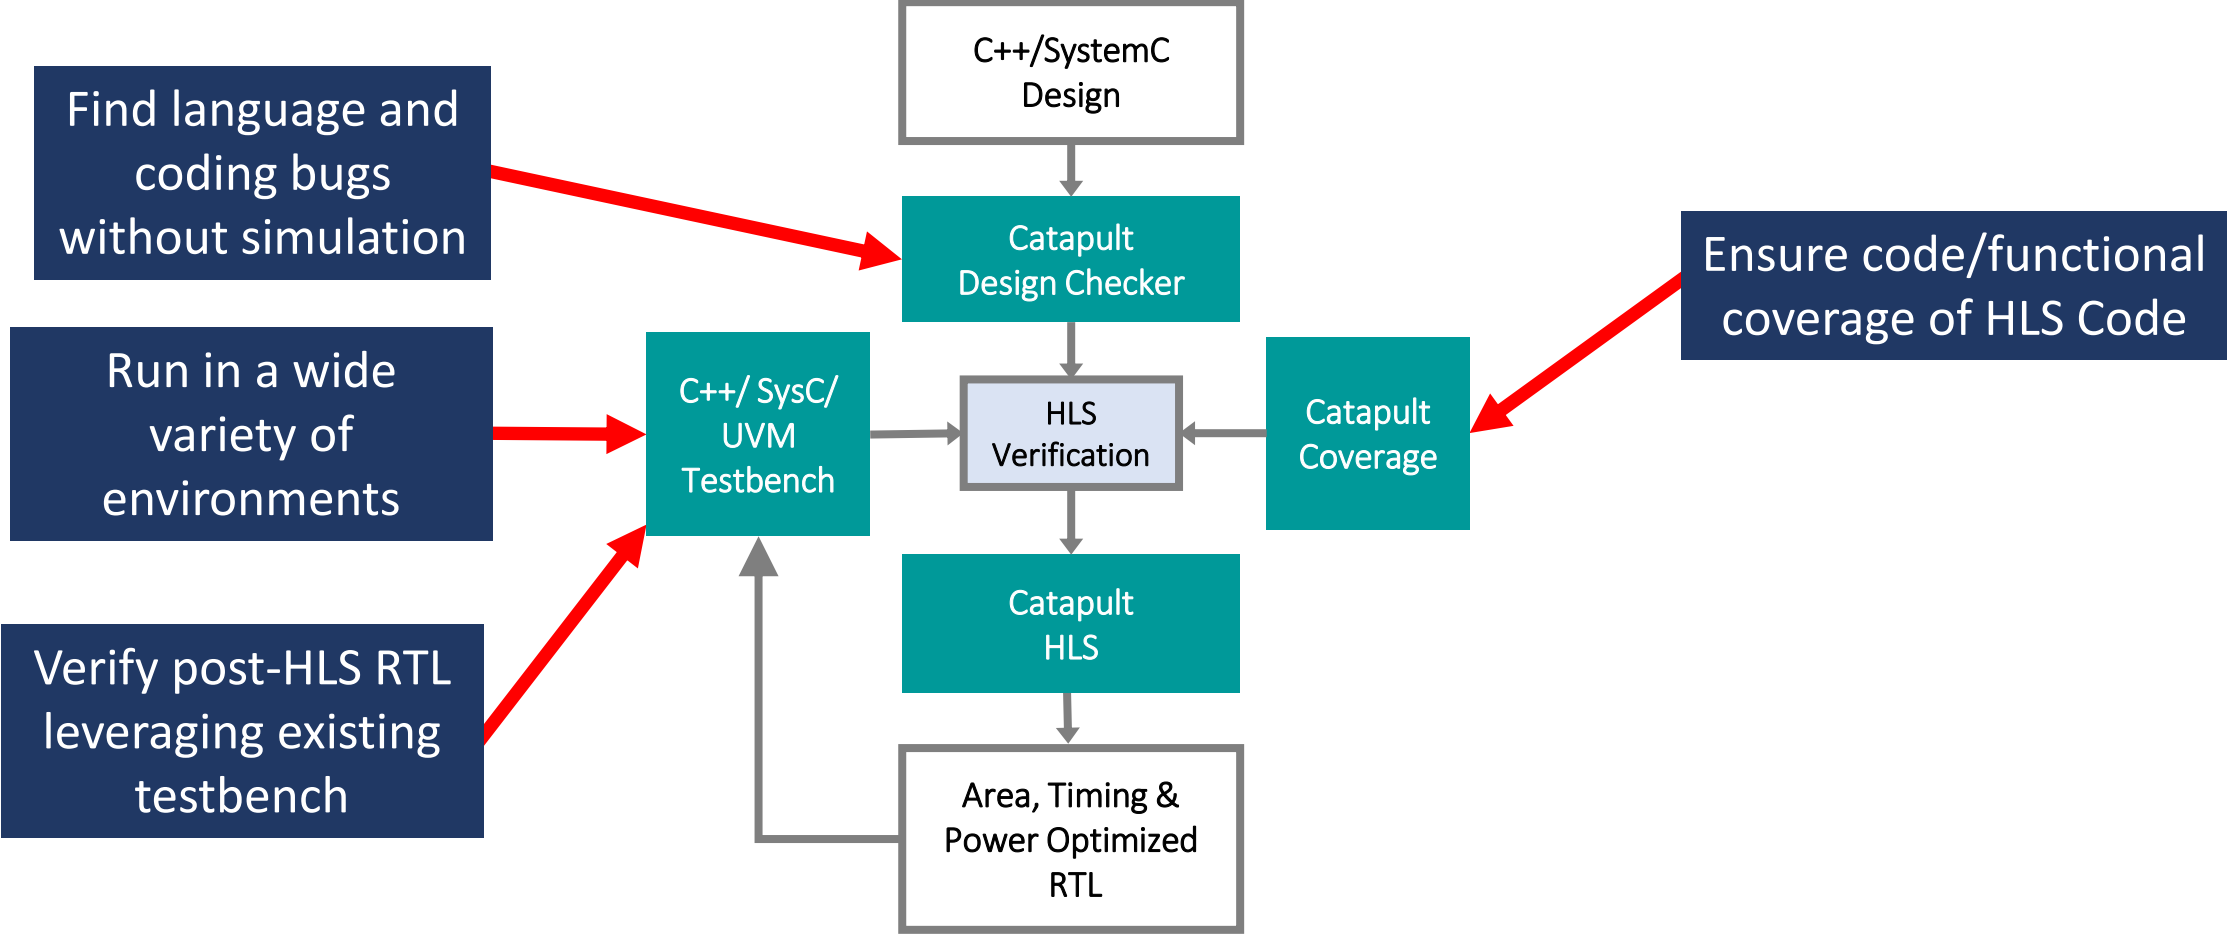 C++/SystemC
Design
Find language and
coding bugs
without simulation
Catapult
Design Checker
Ensure code/functional
coverage of HLS Code
Run in a wide
variety of
environments
C++/ SysC/
UVM
Testbench
HLS
Verification
Catapult
Coverage
Catapult
HLS
Verify post-HLS RTL
leveraging existing
testbench
Area, Timing &
Power Optimized
RTL